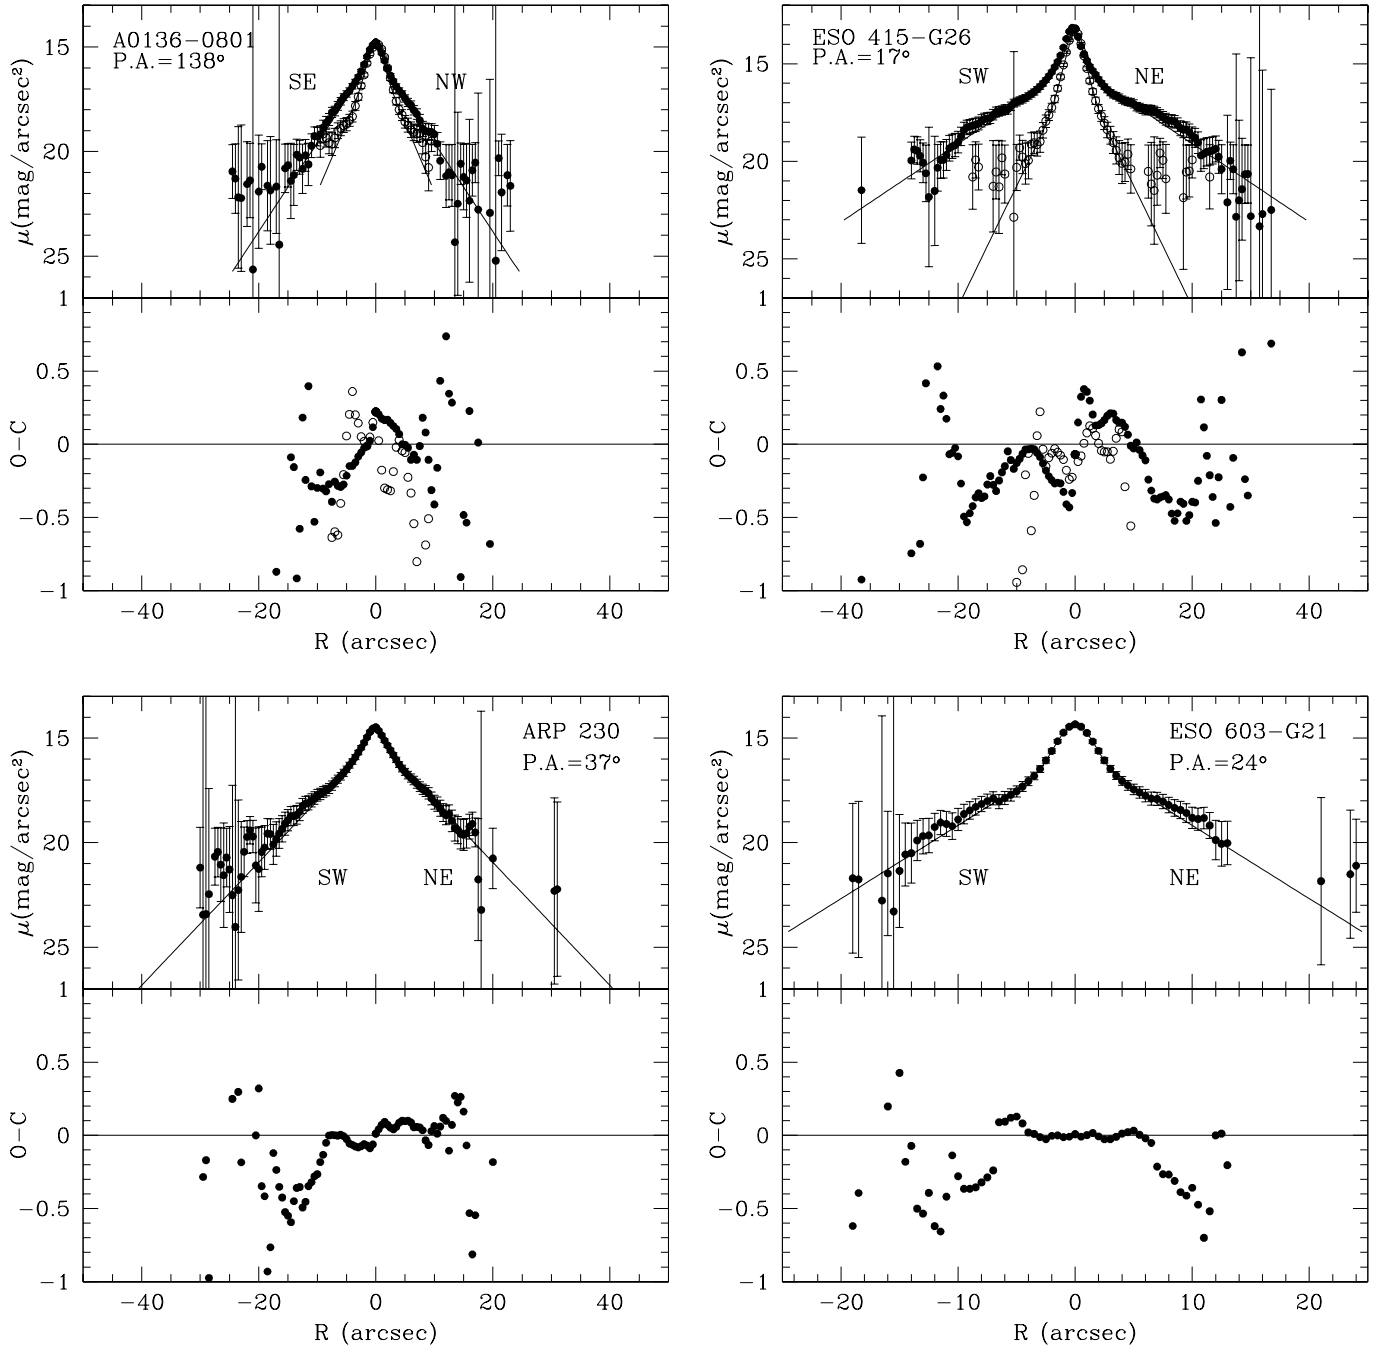 A0136-0801
P.A.=138°
SE
NW
μ(mag/arcsec²)
15
20
25
1
0.5
0
−0.5
−1
O−C
−40
−20
0
20
40
R (arcsec)
ESO 415-G26
P.A.=17°
SW
NE
μ(mag/arcsec²)
15
20
25
1
0.5
0
−0.5
−1
O−C
−40
−20
0
20
40
R (arcsec)
ARP 230
P.A.=37°
SW
NE
μ(mag/arcsec²)
15
20
25
1
0.5
0
−0.5
−1
O−C
−40
−20
0
20
40
R (arcsec)
ESO 603-G21
P.A.=24°
SW
NE
μ(mag/arcsec²)
15
20
25
1
0.5
0
−0.5
−1
O−C
−20
−10
0
10
20
R (arcsec)